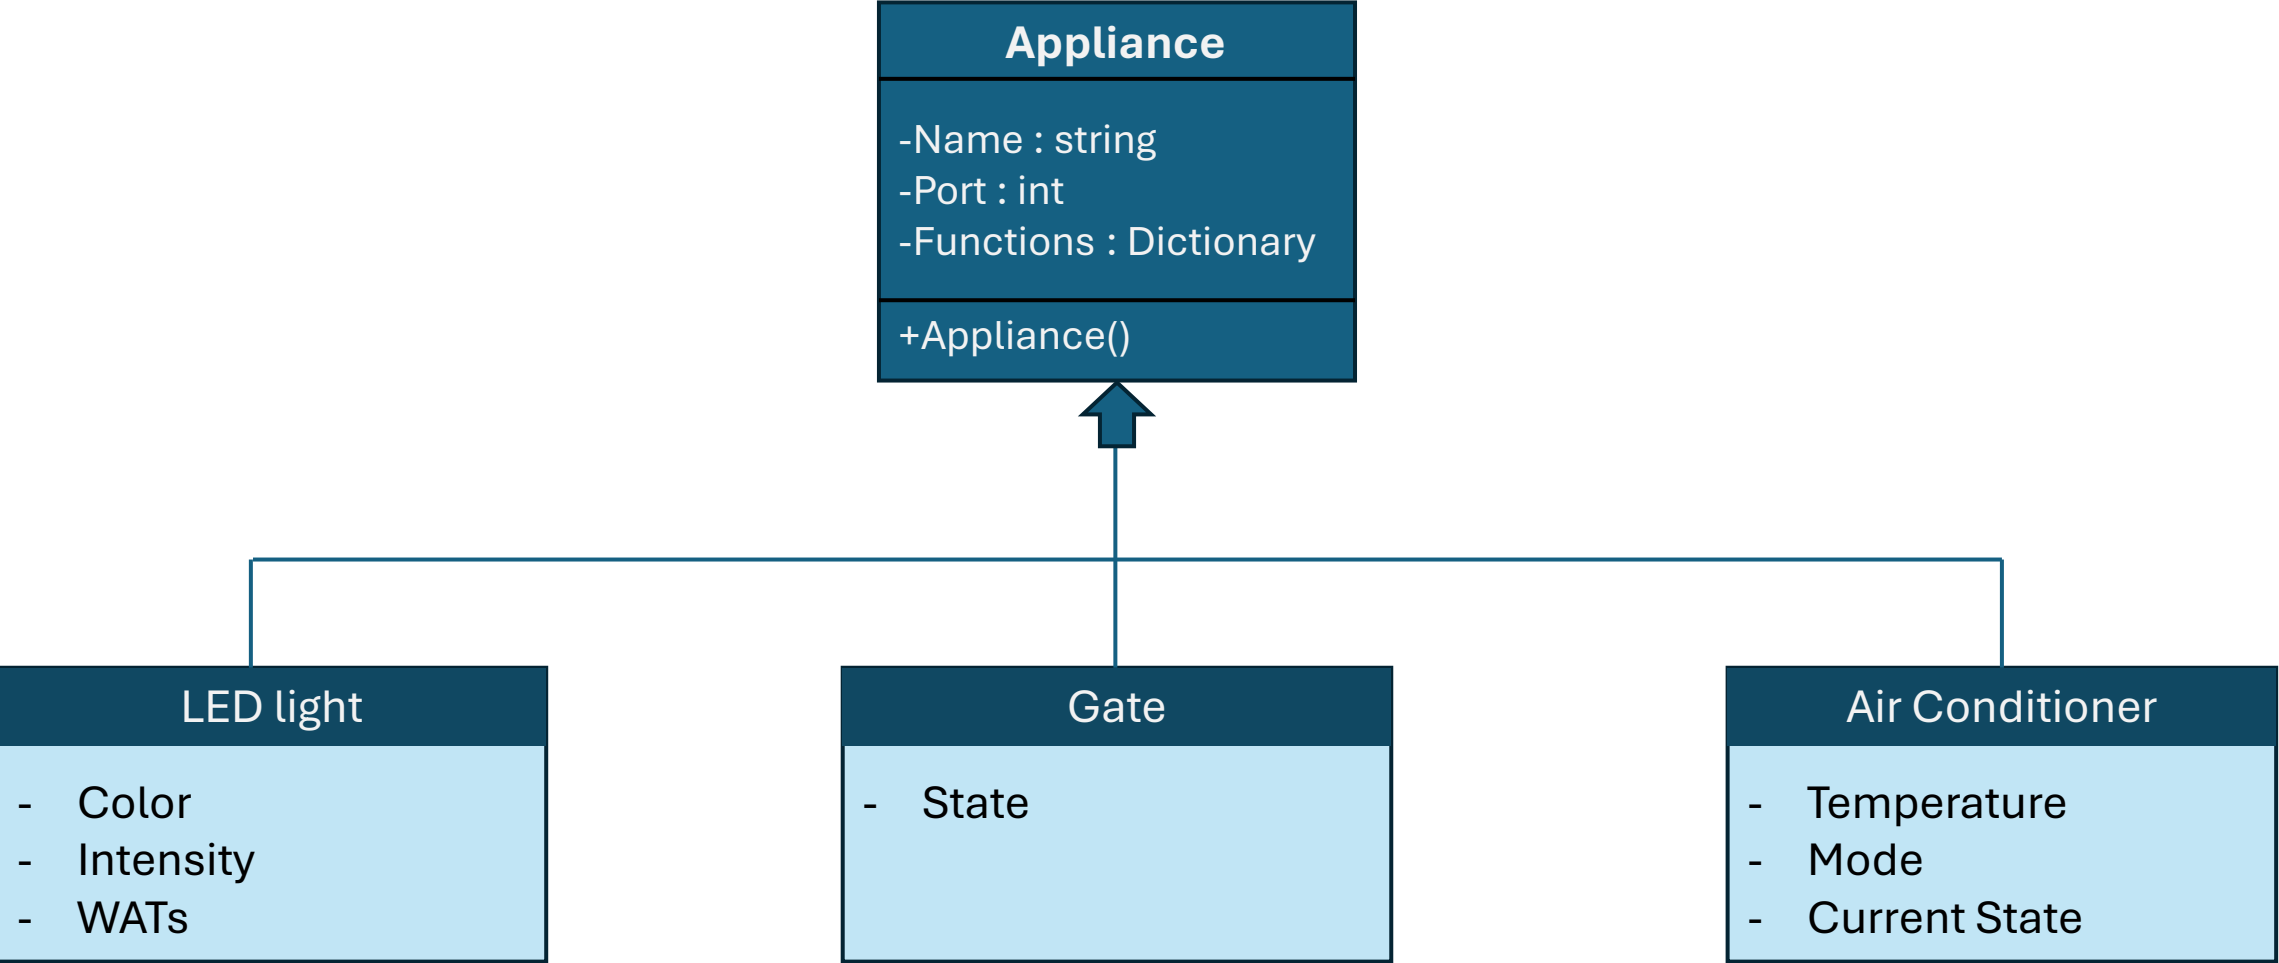 Appliance
-Name : string
-Port : int
-Functions : Dictionary
+Appliance()
LED light
- Color
- Intensity
- WATs
Gate
- State
Air Conditioner
- Temperature
- Mode
- Current State